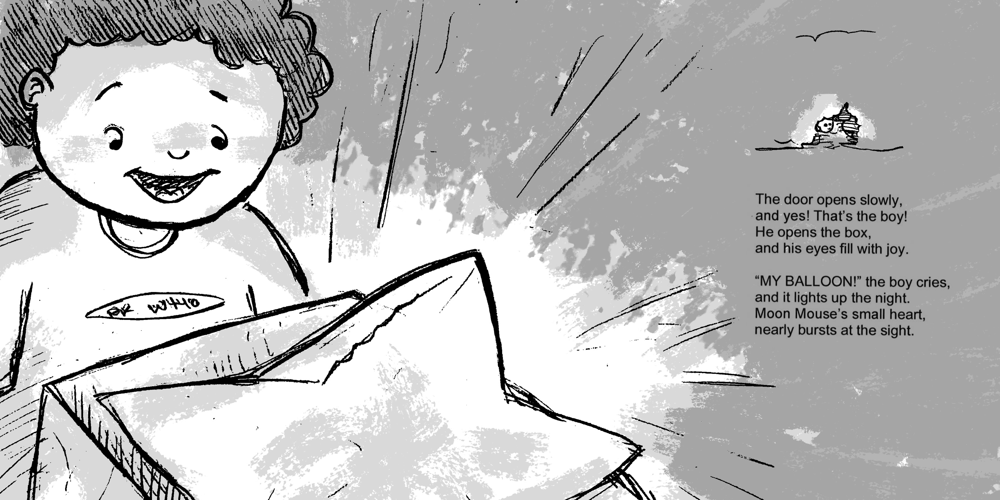 DR WHO
The door opens slowly,
and yes! That’s the boy!
He opens the box,
and his eyes fill with joy.
“MY BALLOON!” the boy cries,
and it lights up the night.
Moon Mouse’s small heart,
nearly bursts at the sight.